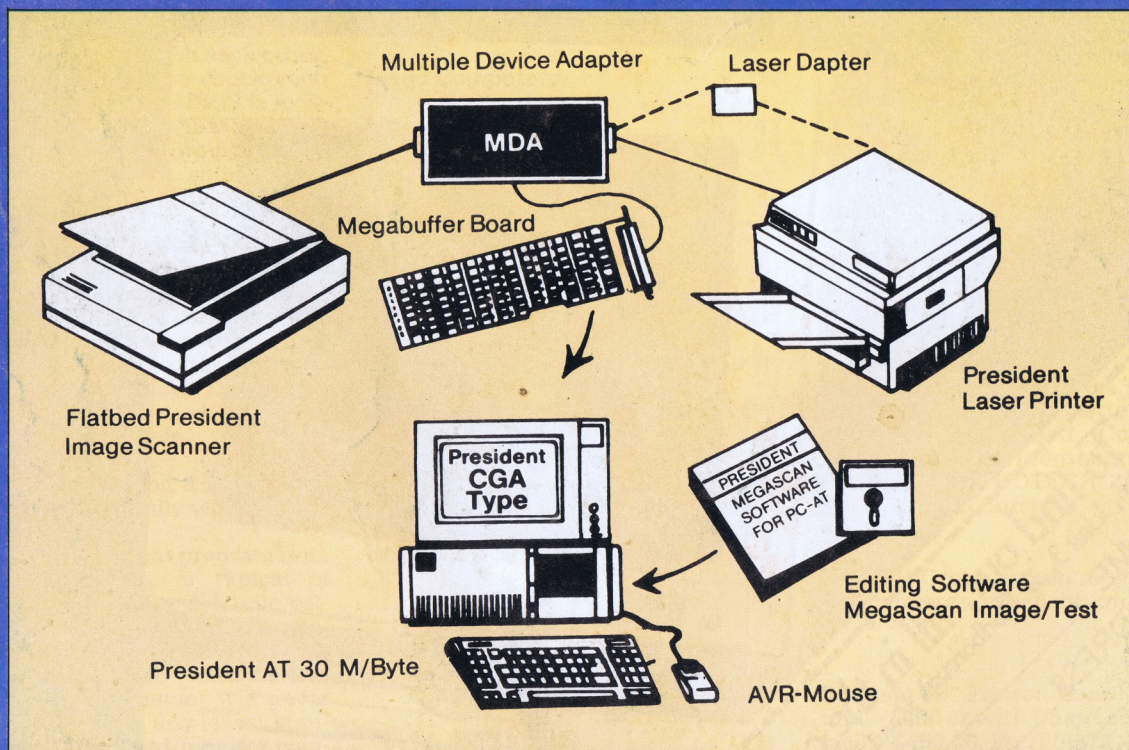 Multiple Device Adapter
Laser Dapter
MDA
Megabuffer Board
Flatbed President
Image Scanner
President
Laser Printer
President
CGA
Type
PRESIDENT
MEGASCAN
SOFTWARE
FOR PC-AT
Editing Software
MegaScan Image/Test
President AT 30 M/Byte
AVR-Mouse